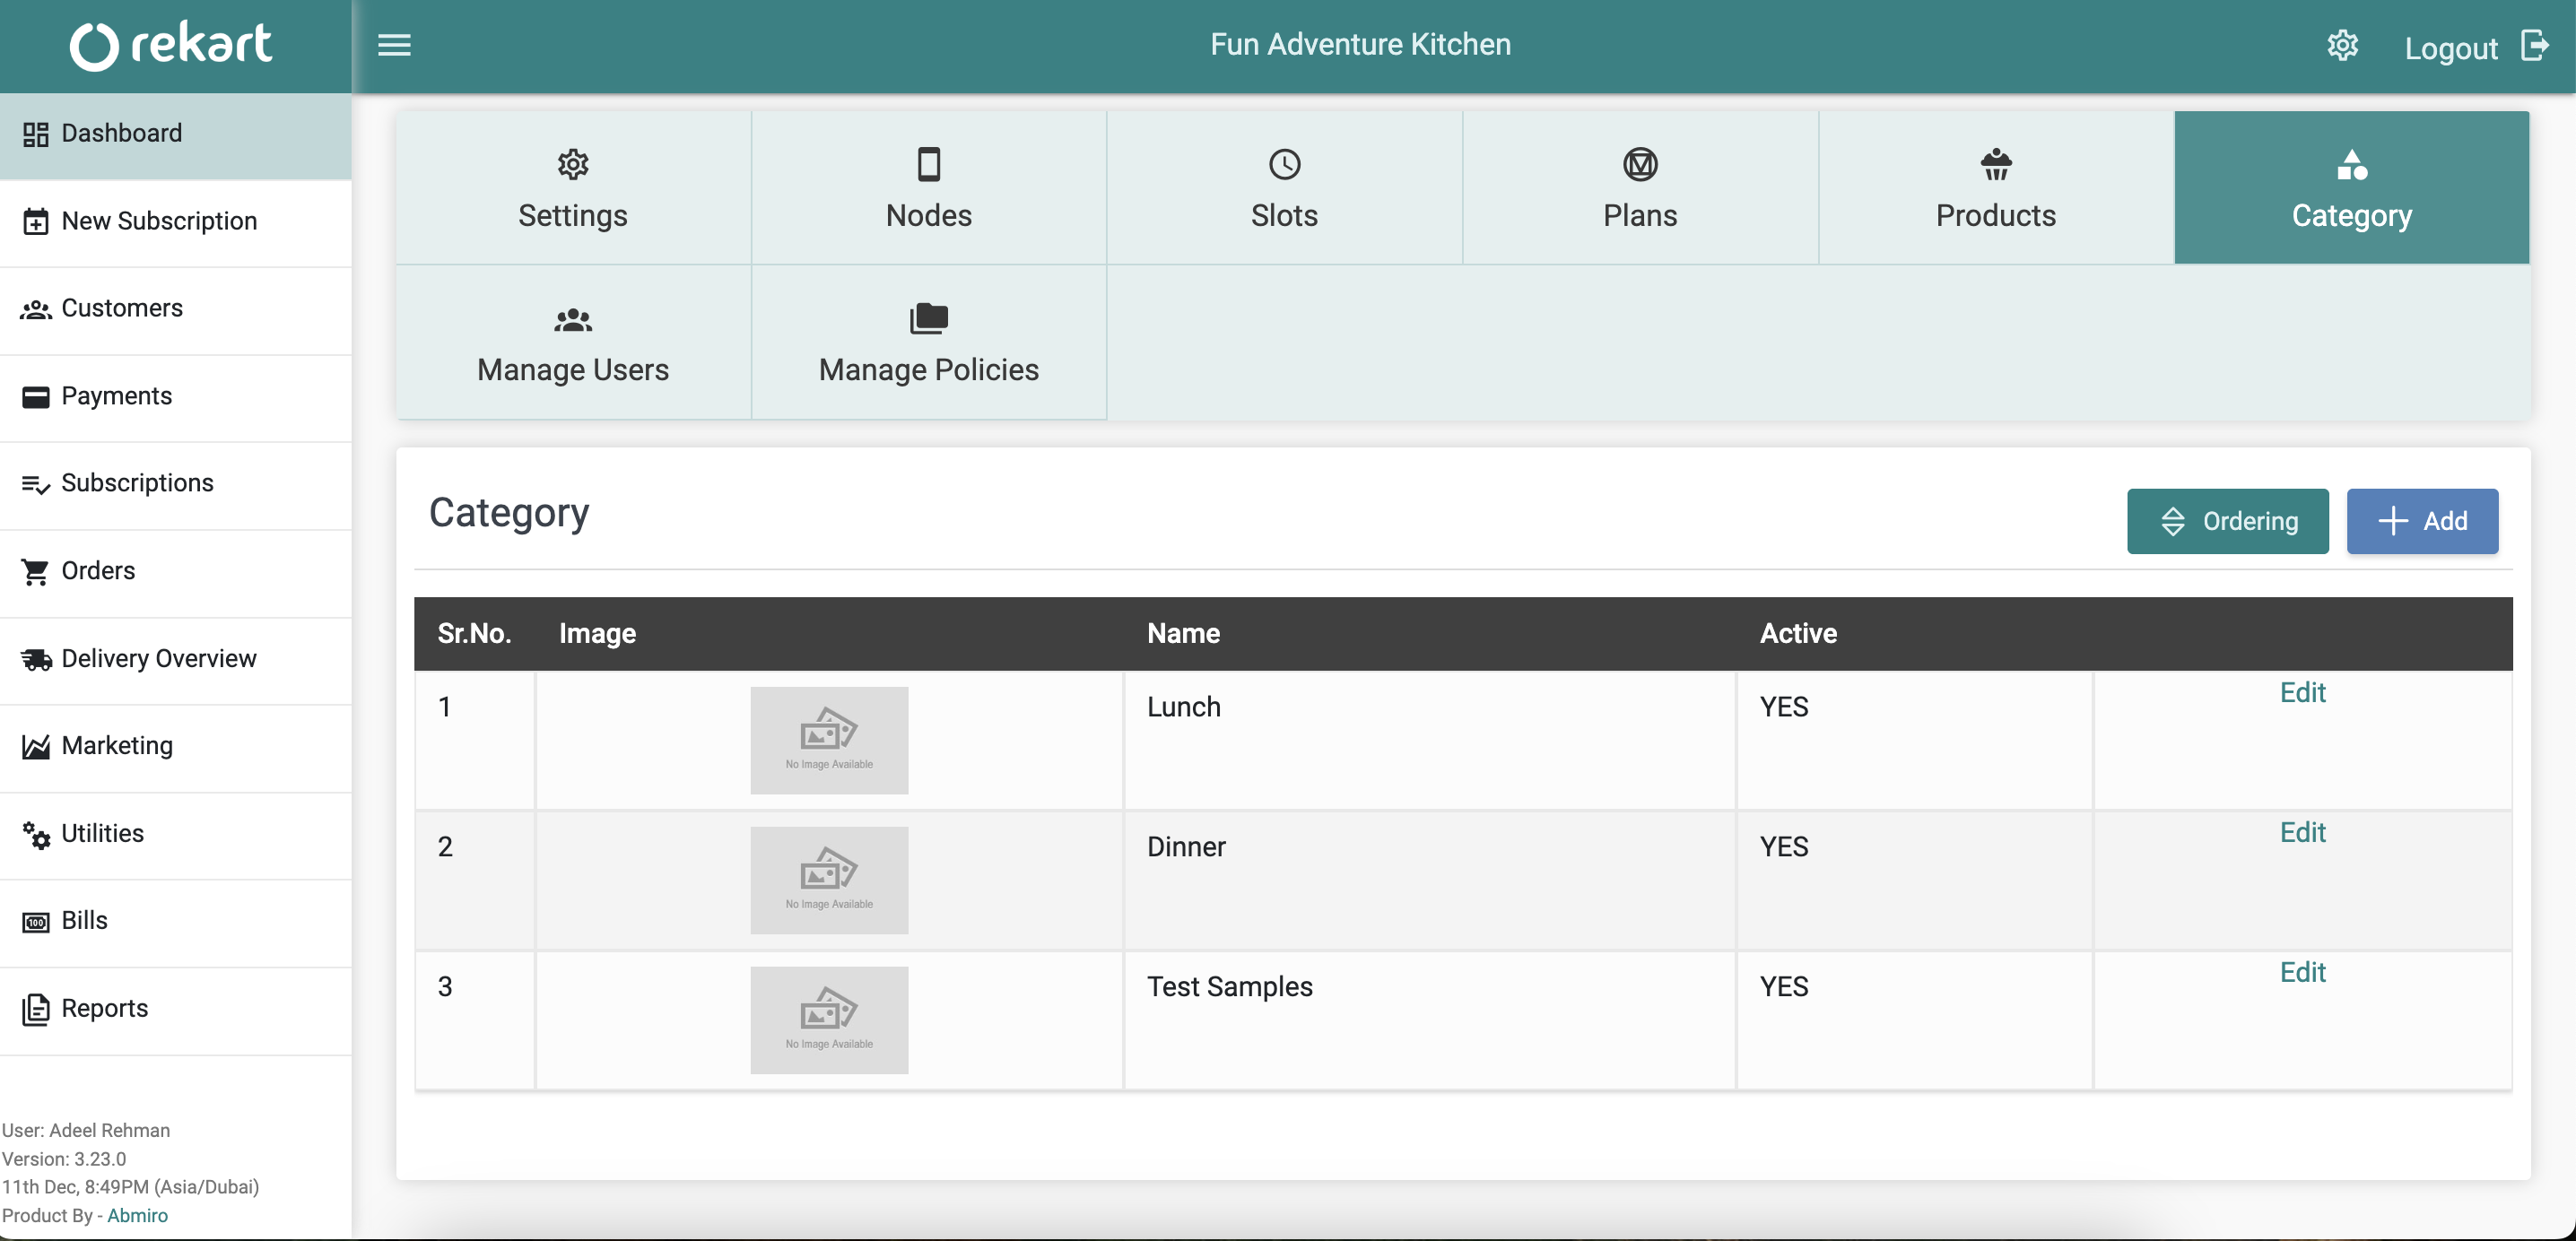 rekart
Fun Adventure Kitchen
Logout
Dashboard
New Subscription
Customers
Payments
Subscriptions
Orders
Delivery Overview
Marketing
Utilities
100
Bills
Reports
User: Adeel Rehman
Version: 3.23.0
11th Dec, 8:49PM (Asia/Dubai)
Product By - Abmiro
Settings
Nodes
Slots
Plans
Products
Category
Manage Users
Manage Policies
Category
Ordering
Add
Sr.No. Image Name Active
1 No Image Available Lunch YES Edit
2 No Image Available Dinner YES Edit
3 No Image Available Test Samples YES Edit